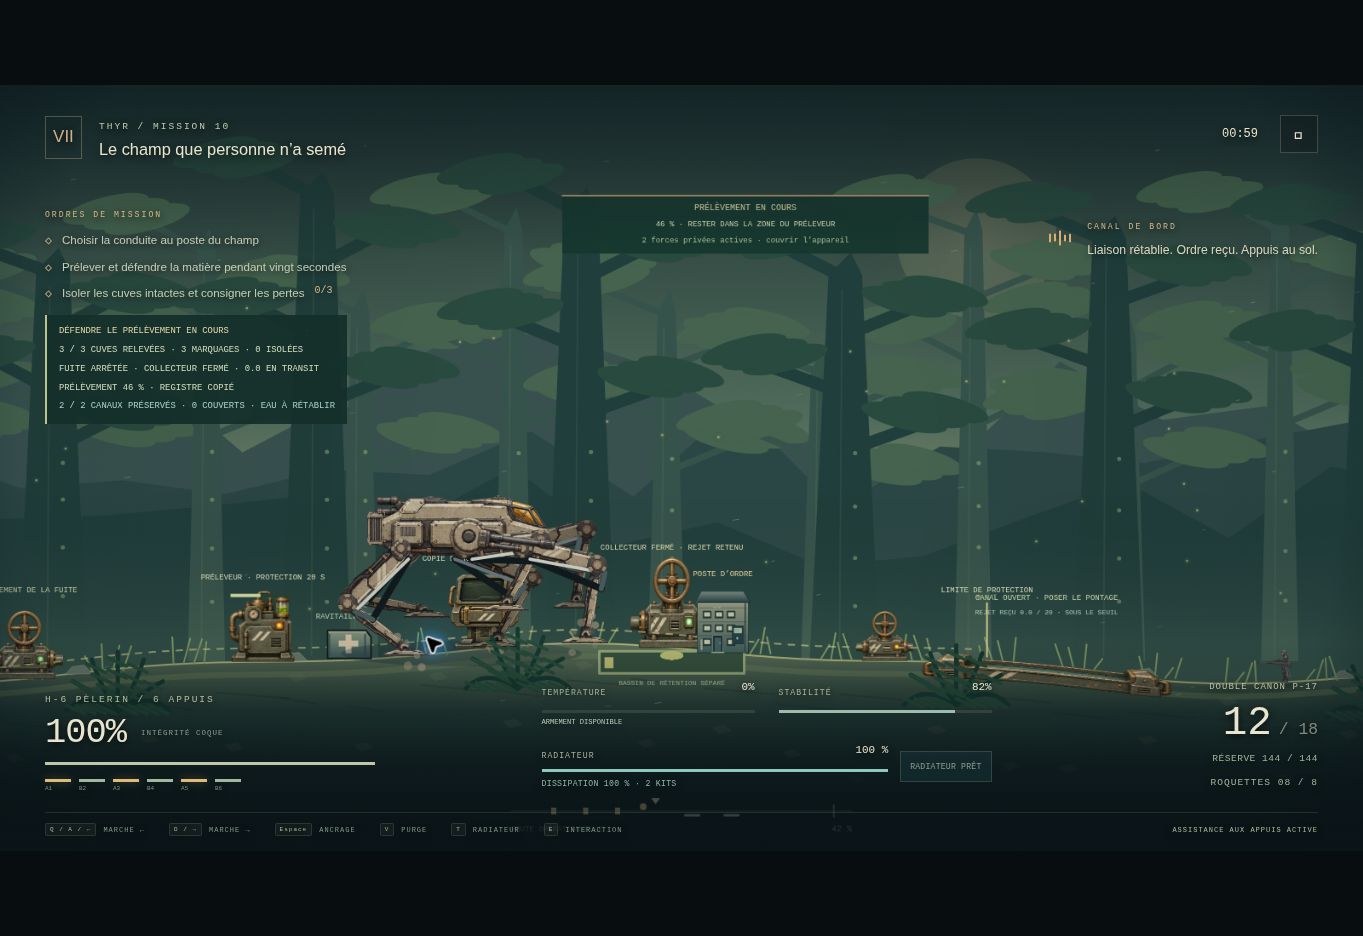 VII
THYR / MISSION 10
Le champ que personne n’a semé
00:59
ORDRES DE MISSION
Choisir la conduite au poste du champ
Prélever et défendre la matière pendant vingt secondes
Isoler les cuves intactes et consigner les pertes 0/3
DÉFENDRE LE PRÉLÈVEMENT EN COURS
3 / 3 CUVES RELEVÉES · 3 MARQUAGES · 0 ISOLÉES
FUITE ARRÊTÉE · COLLECTEUR FERMÉ · 0.0 EN TRANSIT
PRÉLÈVEMENT 46 % · REGISTRE COPIÉ
2 / 2 CANAUX PRÉSERVÉS · 0 COUVERTS · EAU À RÉTABLIR
PRÉLÈVEMENT EN COURS
46 % · RESTER DANS LA ZONE DU PRÉLEVEUR
2 forces privées actives · couvrir l’appareil
CANAL DE BORD
Liaison rétablie. Ordre reçu. Appuis au sol.
COLLECTEUR FERMÉ · REJET RETENU
COPIE
POSTE D’ORDRE
PRÉLEVEUR · PROTECTION 20 S
EMENT DE LA FUITE
RAVITAIL
LIMITE DE PROTECTION
CANAL OUVERT · POSER LE PONTAGE
REJET REÇU 0.0 / 20 · SOUS LE SEUIL
BASSIN DE RÉTENTION SÉPARÉ
H-6 PÈLERIN / 6 APPUIS
100% INTÉGRITÉ COQUE
A1 B2 A3 B4 A5 B6
TEMPÉRATURE 0%
ARMEMENT DISPONIBLE
STABILITÉ 82%
RADIATEUR 100 %
DISSIPATION 100 % · 2 KITS
RADIATEUR PRÊT
DOUBLE CANON P-17
12 / 18
RÉSERVE 144 / 144
ROQUETTES 08 / 8
Q / A / ← MARCHE ← D / → MARCHE → Espace ANCRAGE V PURGE T RADIATEUR E INTERACTION
42 %
ASSISTANCE AUX APPUIS ACTIVE